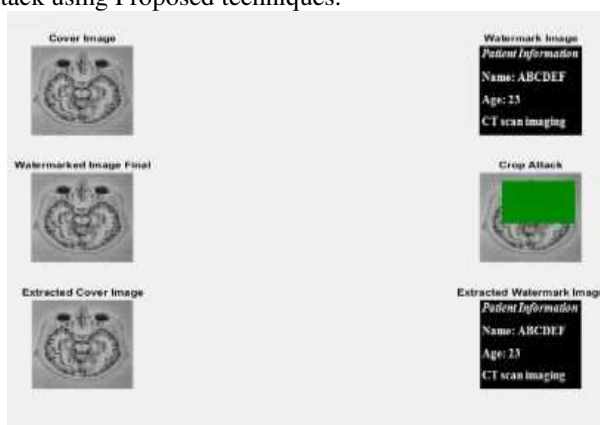 tack using Proposed techniques.
Cover Image
Watermark Image
Patient Information
Name: ABCDEF
Age: 23
CT scan imaging
Watermarked Image Final
Crop Attack
Extracted Cover Image
Extracted Watermark Image
Patient Information
Name: ABCDEF
Age: 23
CT scan imaging